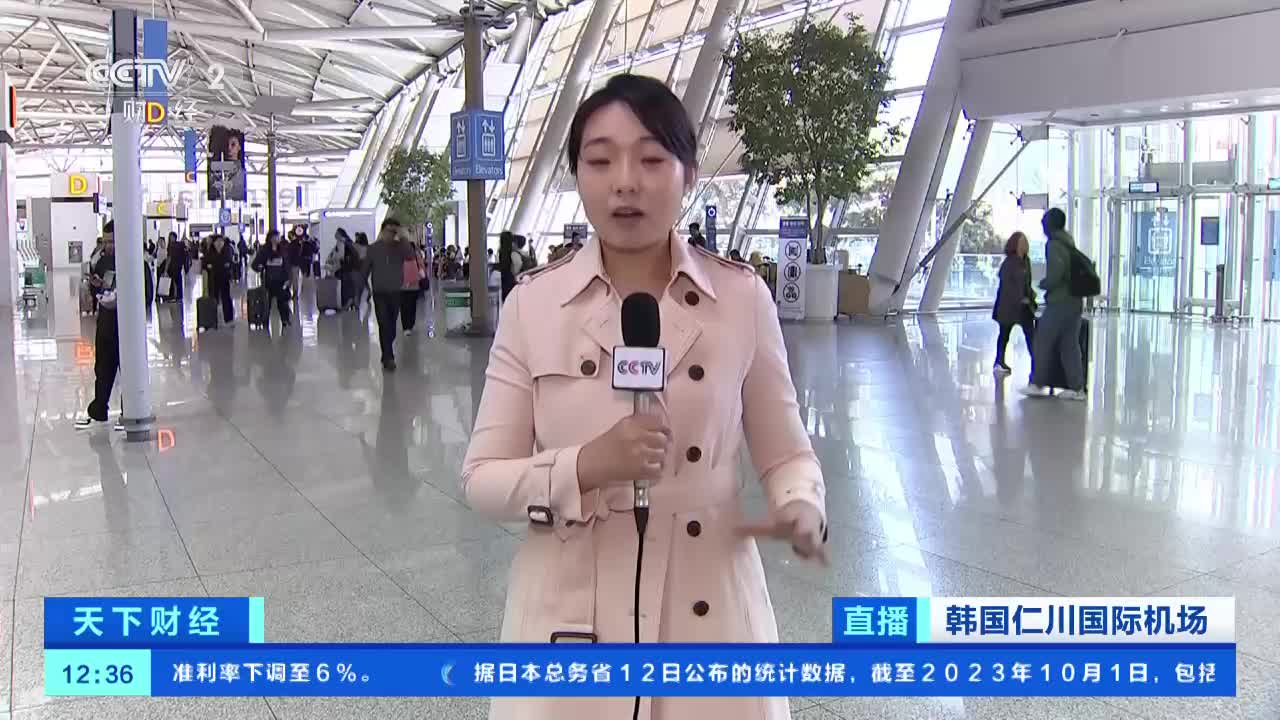 CCTV 2
财经
D
D
C
Elevators
CCTV
B
D
天下财经
直播 韩国仁川国际机场
12:36 准利率下调至6%。 据日本总务省12日公布的统计数据，截至2023年10月1日，包括